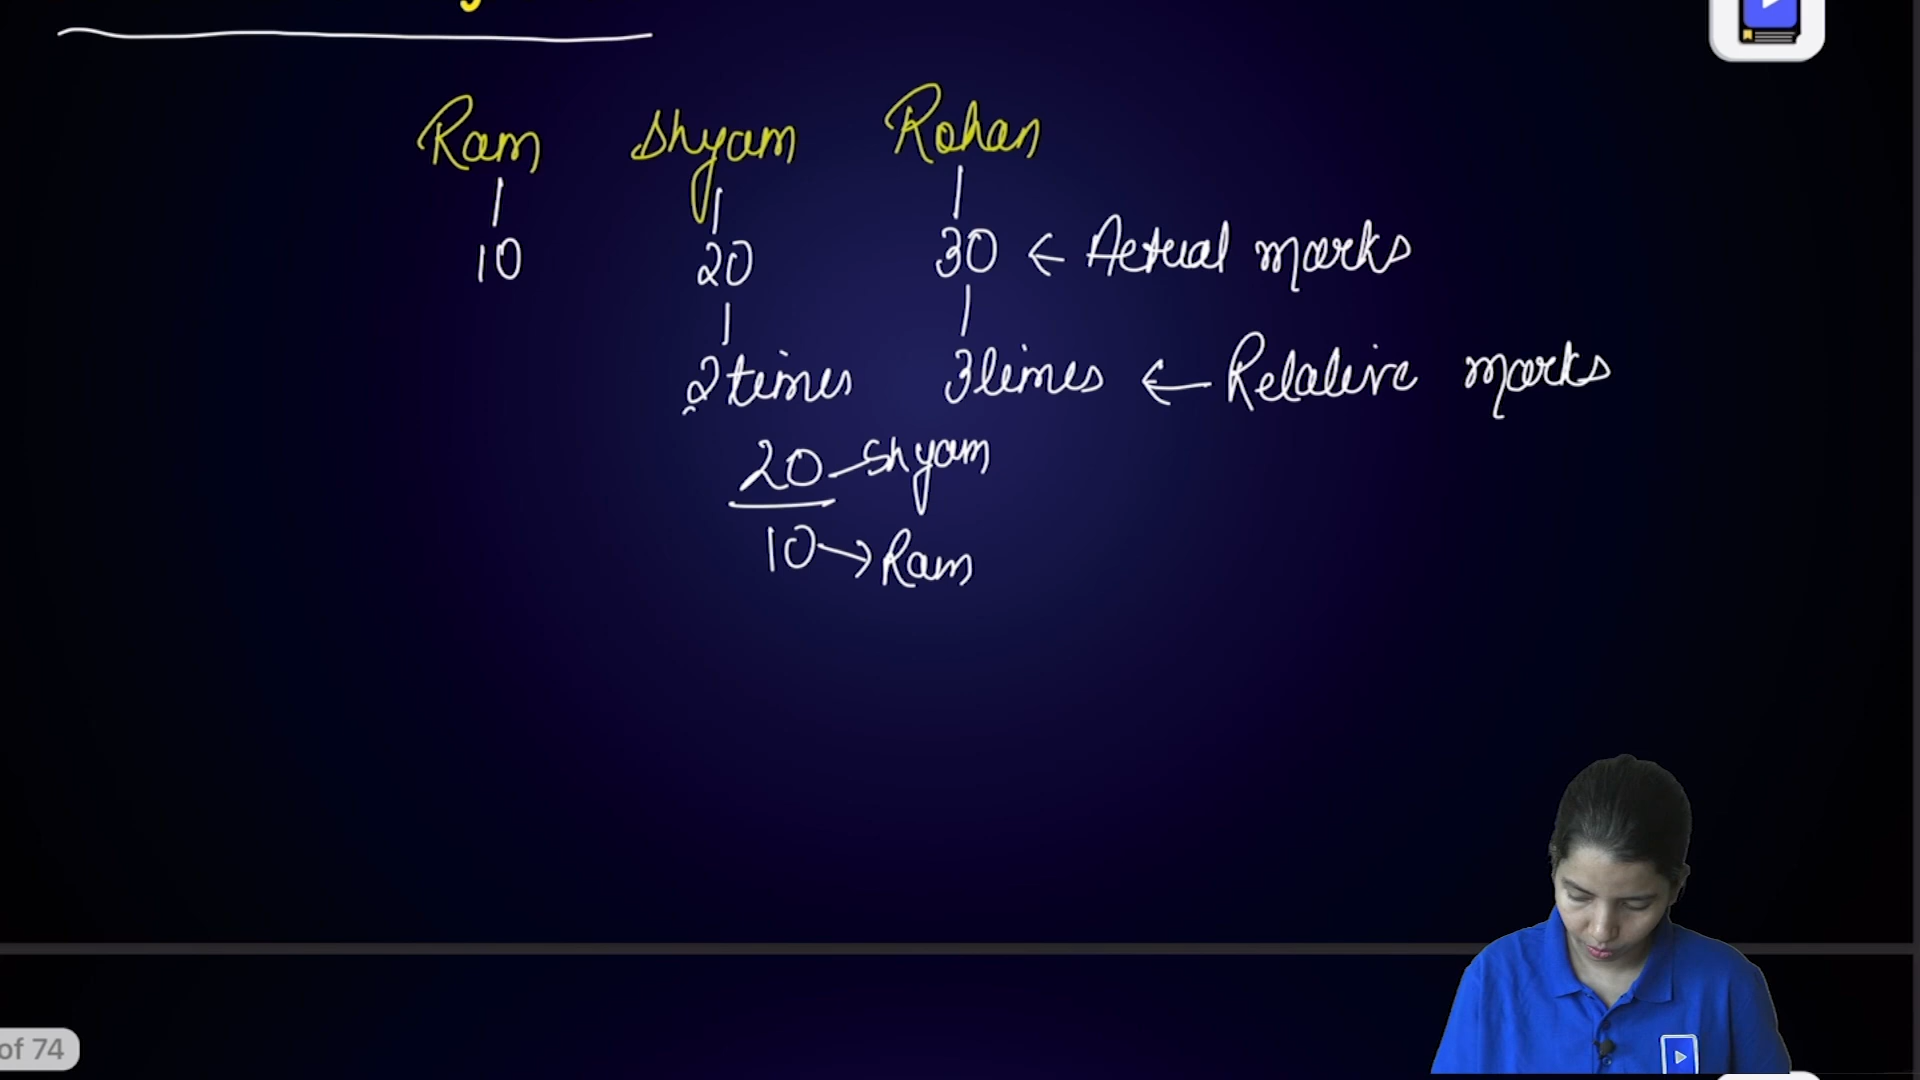 Ram Shyam Rohan
10 20 30 ← Actual marks
2times 3times ← Relative marks
20 Shyam
10 → Ram
of 74